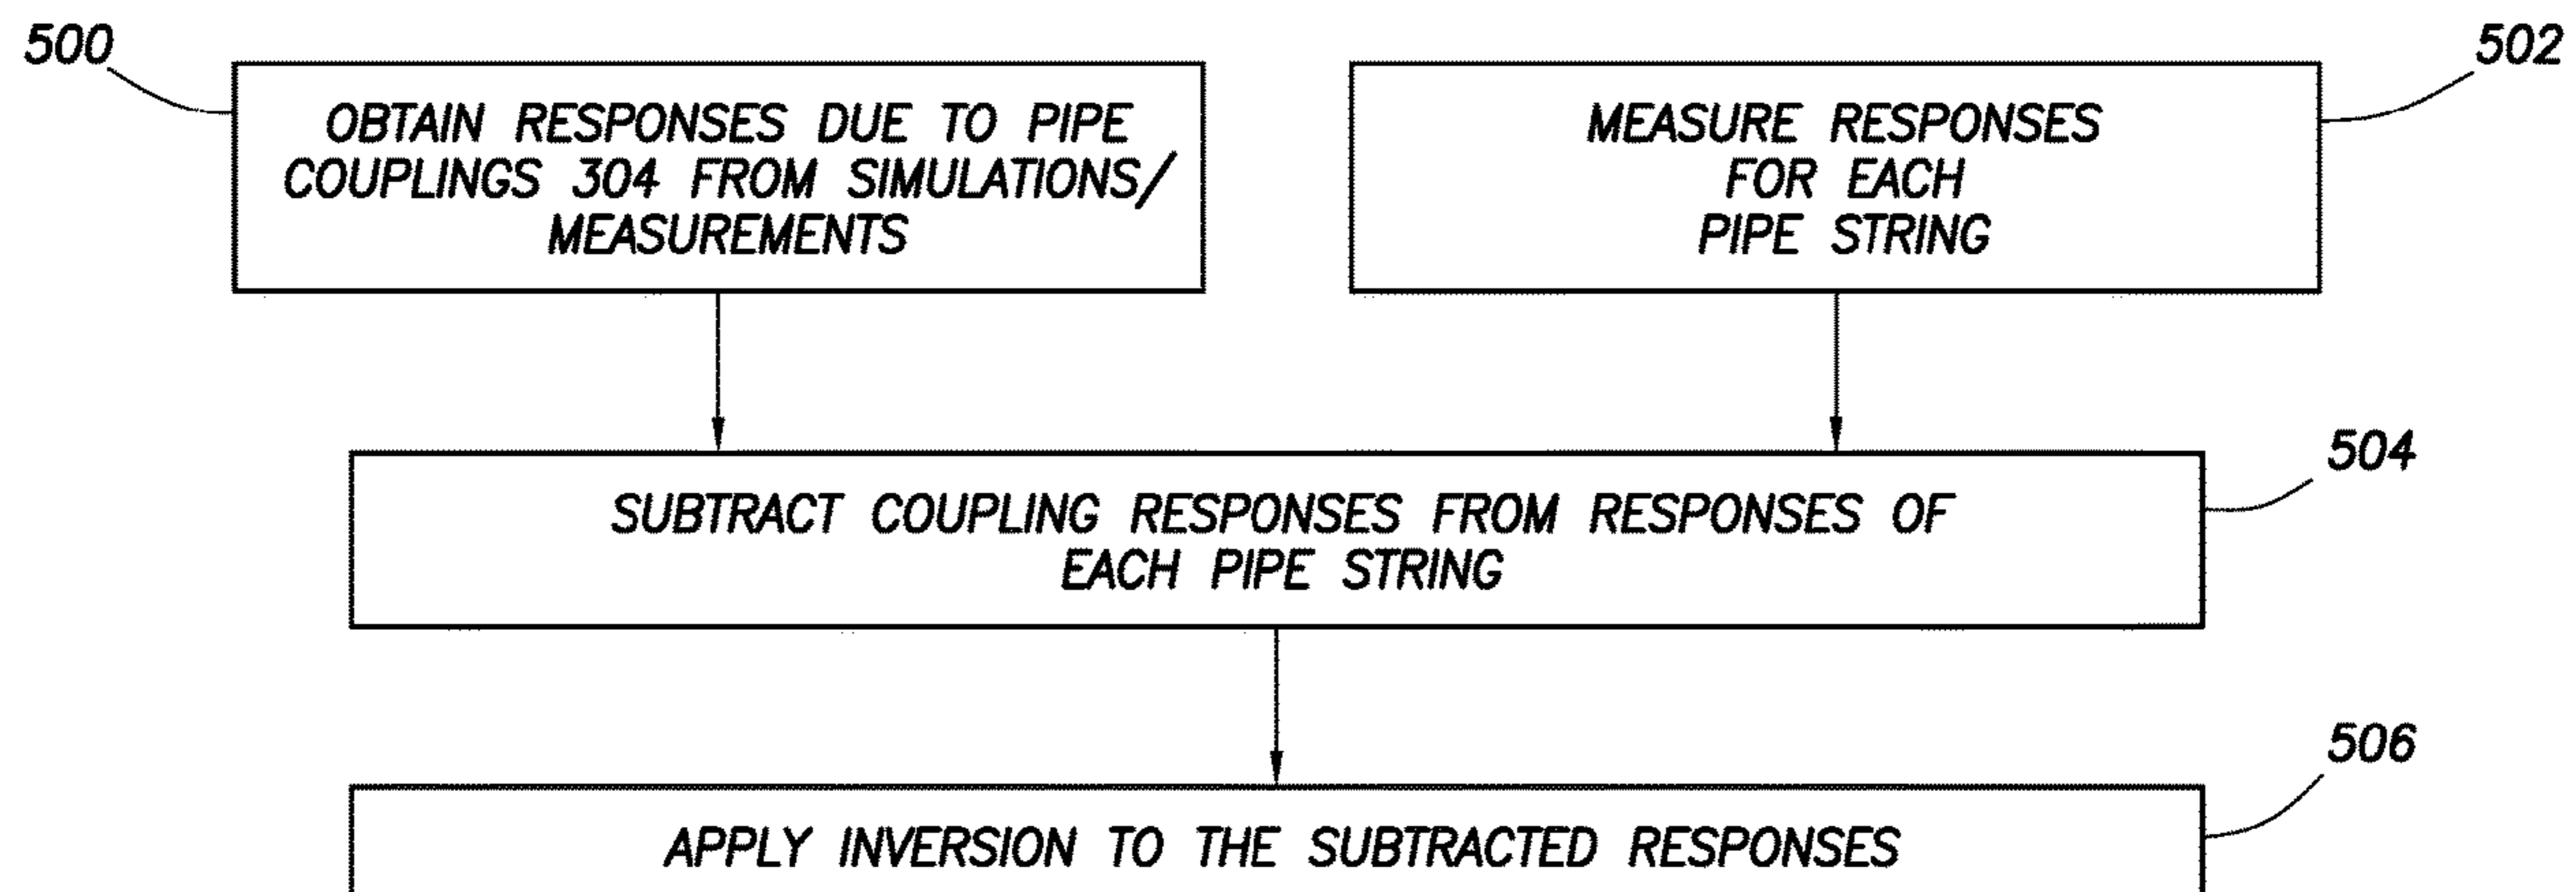 500
502
OBTAIN RESPONSES DUE TO PIPE
COUPLINGS 304 FROM SIMULATIONS/
MEASUREMENTS
MEASURE RESPONSES
FOR EACH
PIPE STRING
504
SUBTRACT COUPLING RESPONSES FROM RESPONSES OF
EACH PIPE STRING
506
APPLY INVERSION TO THE SUBTRACTED RESPONSES